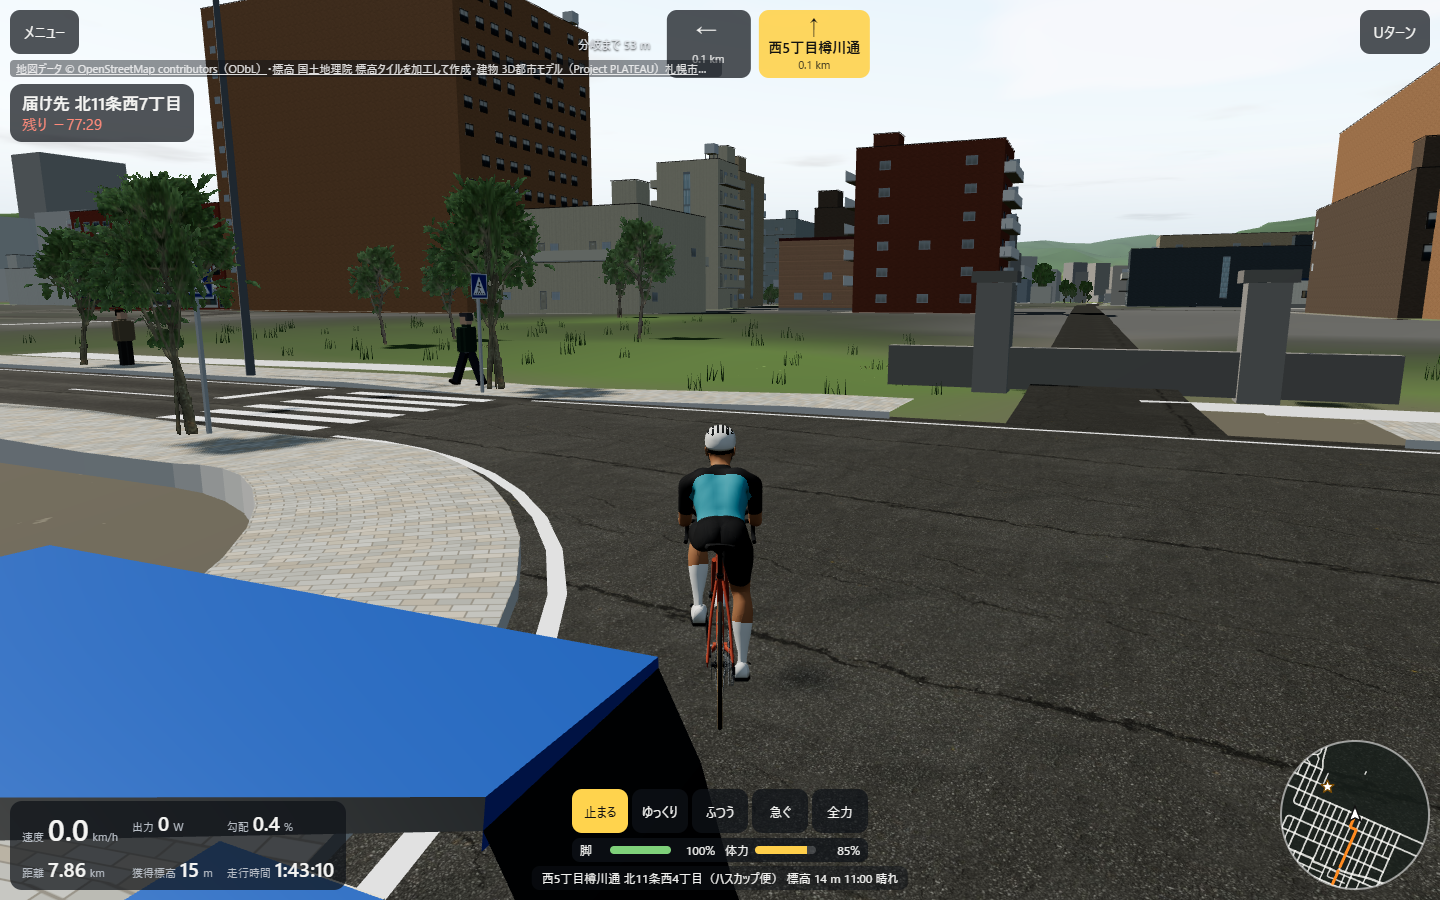 メニュー
分岐まで 53 m
←
0.1 km
↑
西5丁目樽川通
0.1 km
Uターン
地図データ © OpenStreetMap contributors（ODbL）・標高 国土地理院 標高タイルを加工して作成・建物 3D都市モデル（Project PLATEAU）札幌市…
届け先 北11条西7丁目
残り －77:29
速度 0.0 km/h
出力 0 W
勾配 0.4 %
距離 7.86 km
獲得標高 15 m
走行時間 1:43:10
止まる
ゆっくり
ふつう
急ぐ
全力
脚 100%
体力 85%
西5丁目樽川通 北11条西4丁目（ハスカップ便） 標高 14 m 11:00 晴れ